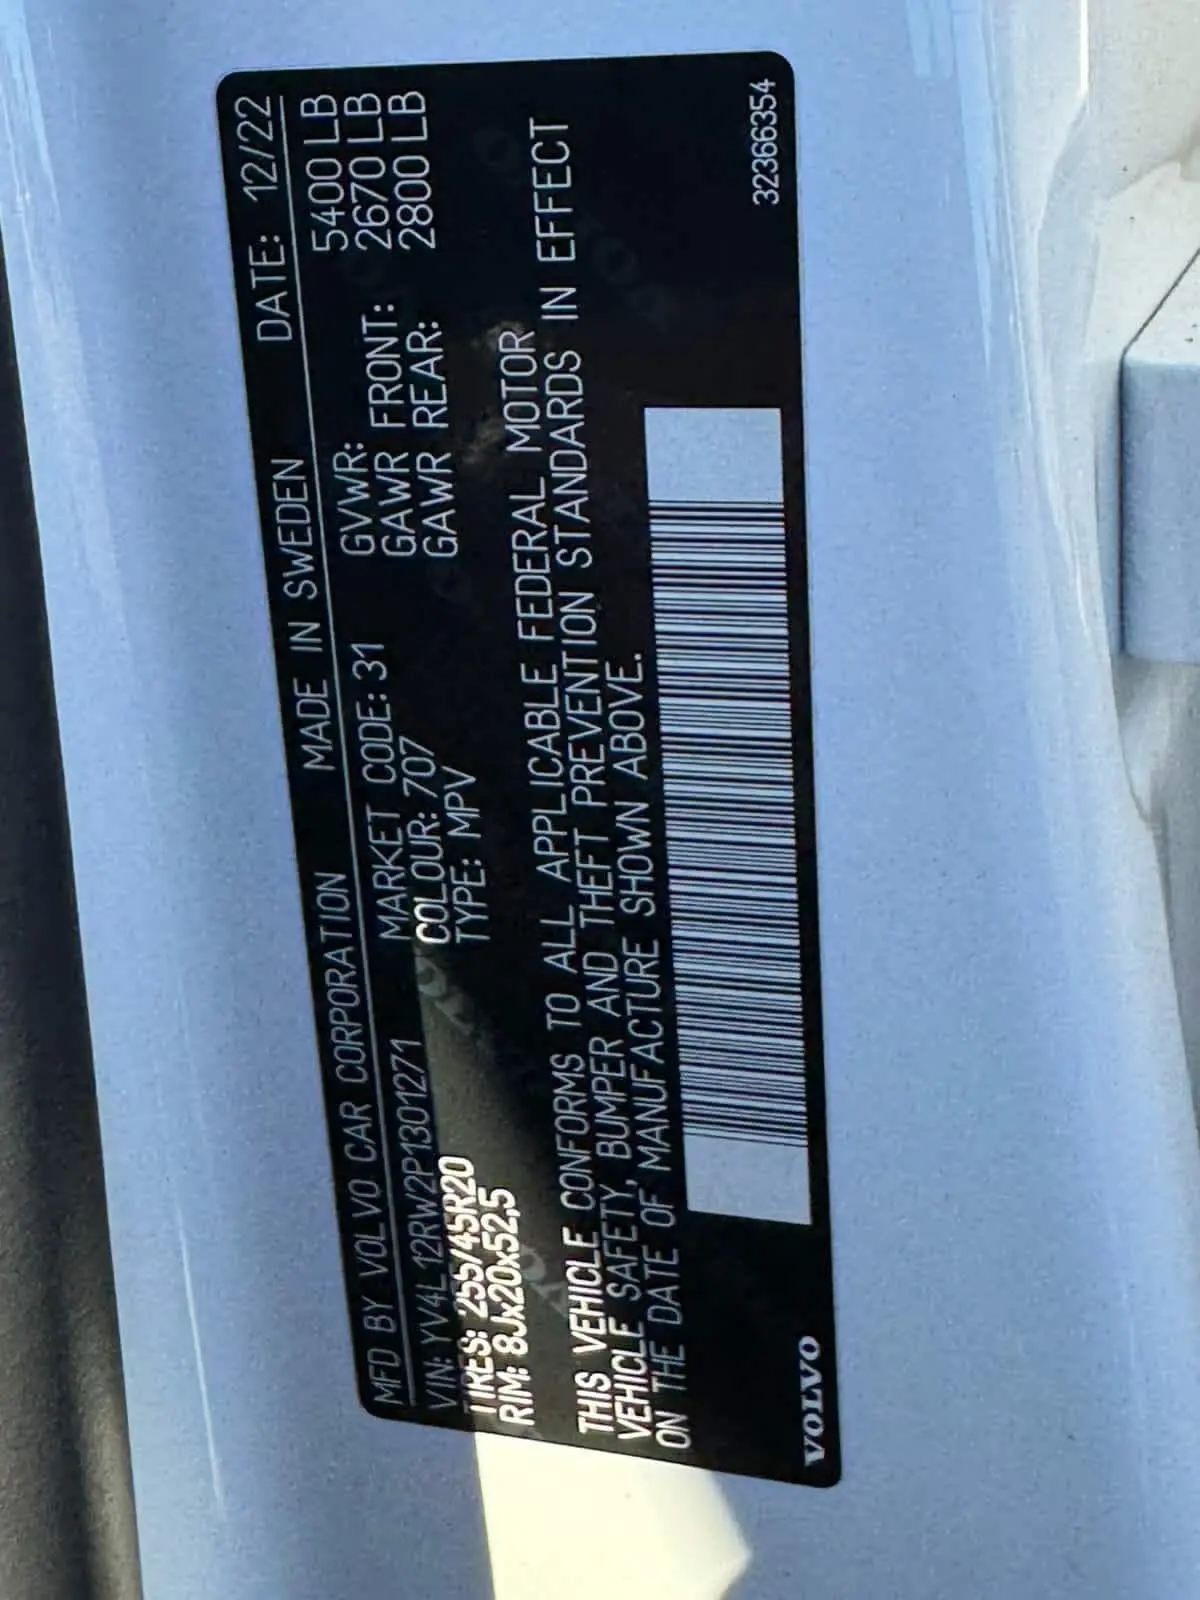 MFD BY VOLVO CAR CORPORATION MADE IN SWEDEN DATE: 12/22
VIN: YV4L12RW2P1301271 MARKET CODE: 31 GVWR: 5400 LB
TIRES: 255/45R20 COLOUR: 707 GAWR FRONT: 2670 LB
RIM: 8Jx20x52,5 TYPE: MPV GAWR REAR: 2800 LB
THIS VEHICLE CONFORMS TO ALL APPLICABLE FEDERAL MOTOR
VEHICLE SAFETY, BUMPER AND THEFT PREVENTION STANDARDS IN EFFECT
ON THE DATE OF MANUFACTURE SHOWN ABOVE.
VOLVO 32366354